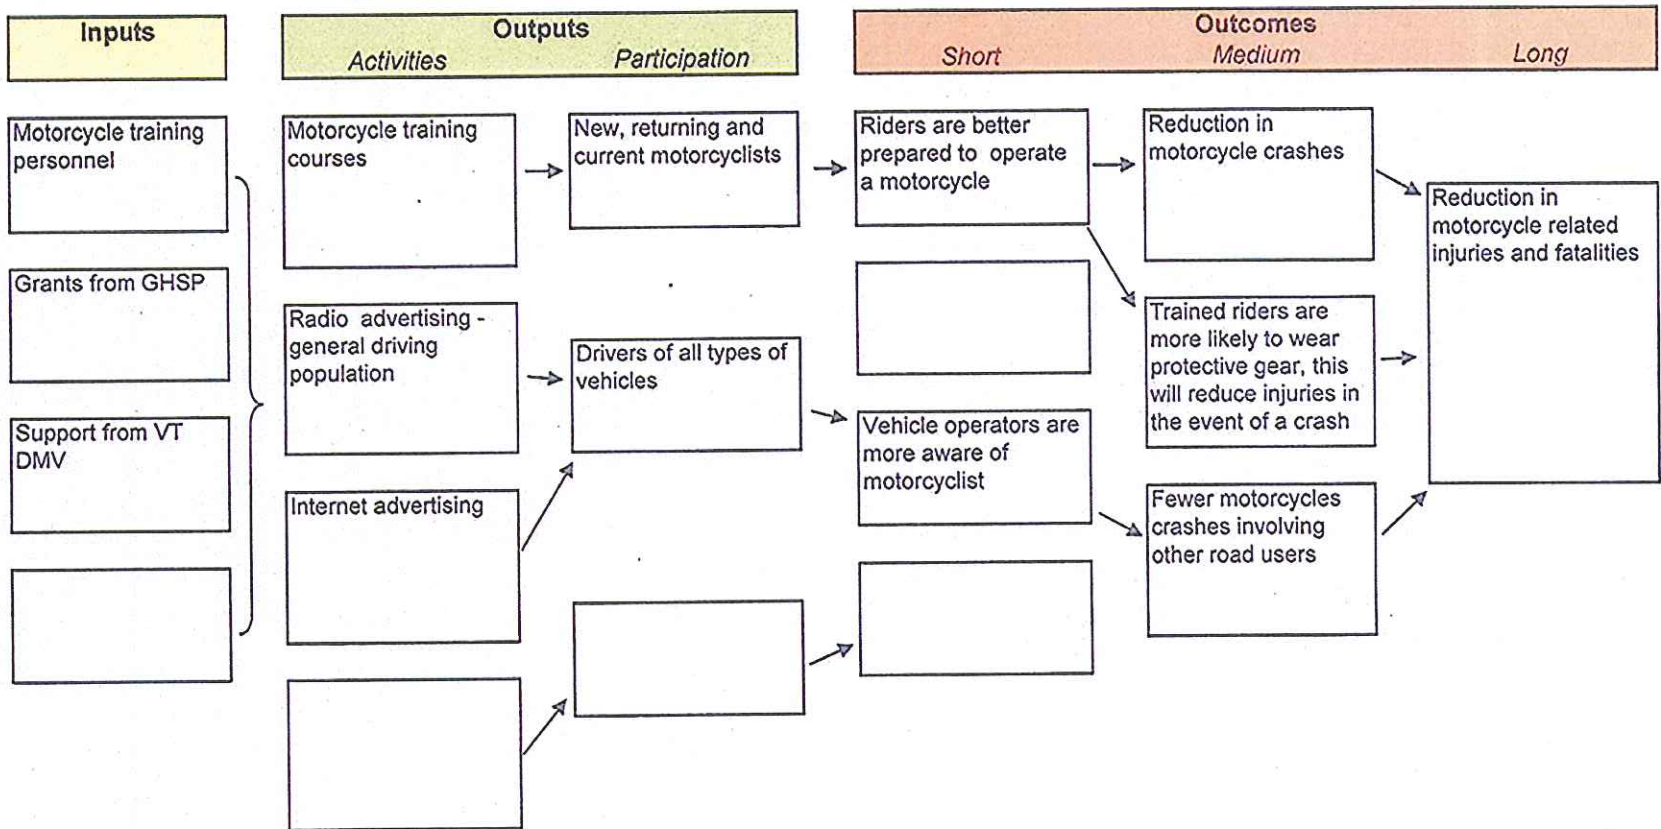 Inputs
Outputs
Activities
Participation
Outcomes
Short
Medium
Long
Motorcycle training
personnel
Grants from GHSP
Support from VT
DMV
Motorcycle training
courses
Radio advertising -
general driving
population
Internet advertising
New, returning and
current motorcyclists
Drivers of all types of
vehicles
Riders are better
prepared to operate
a motorcycle
Vehicle operators are
more aware of
motorcyclist
Reduction in
motorcycle crashes
Trained riders are
more likely to wear
protective gear, this
will reduce injuries in
the event of a crash
Fewer motorcycles
crashes involving
other road users
Reduction in
motorcycle related
injuries and fatalities